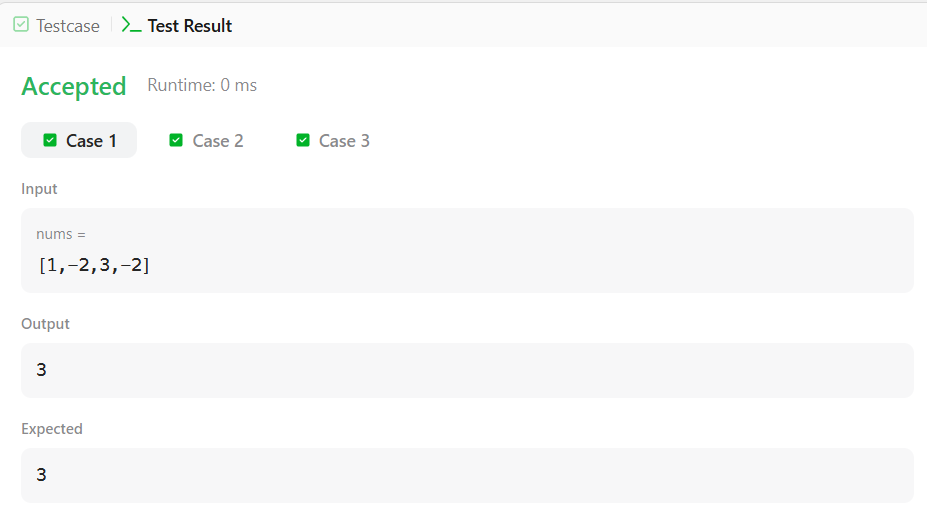 Testcase Test Result
Accepted Runtime: 0 ms
Case 1 Case 2 Case 3
Input
nums =
[1,-2,3,-2]
Output
3
Expected
3